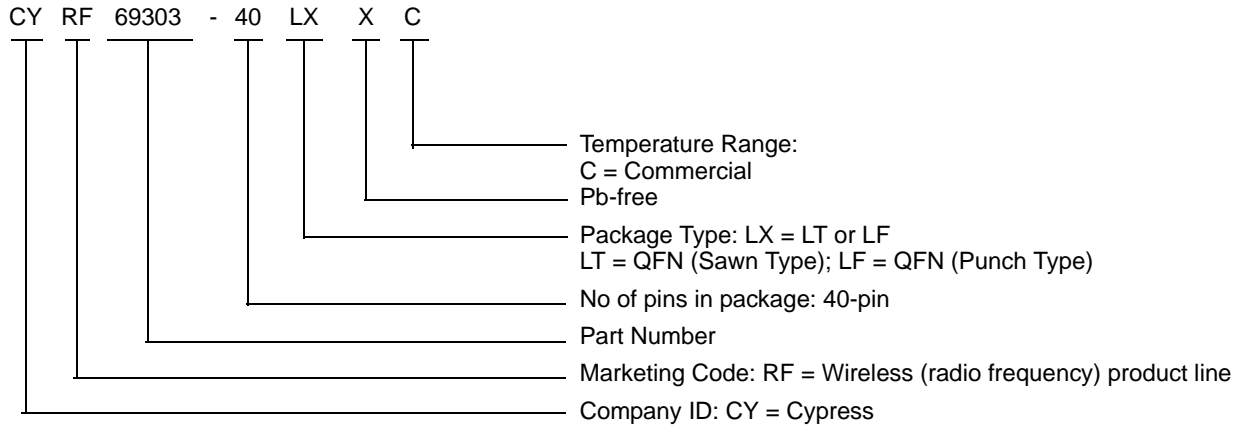 CY RF 69303 - 40 LX X C
Temperature Range:
C = Commercial
Pb-free
Package Type: LX = LT or LF
LT = QFN (Sawn Type); LF = QFN (Punch Type)
No of pins in package: 40-pin
Part Number
Marketing Code: RF = Wireless (radio frequency) product line
Company ID: CY = Cypress